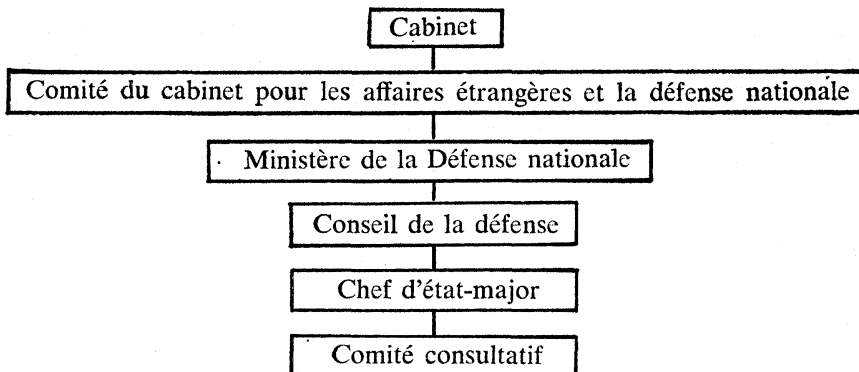 Cabinet
Comité du cabinet pour les affaires étrangères et la défense nationale
Ministère de la Défense nationale
Conseil de la défense
Chef d'état-major
Comité consultatif